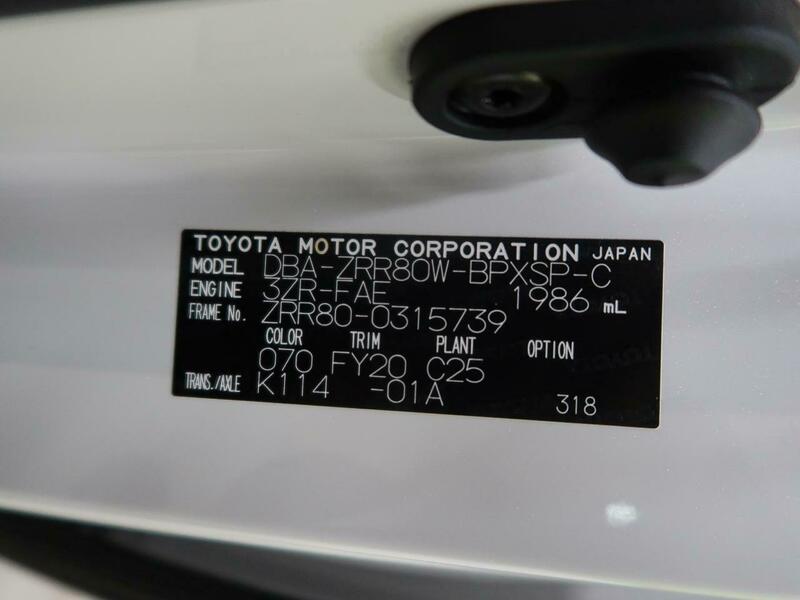 TOYOTA MOTOR CORPORATION JAPAN
MODEL DBA-ZRR80W-BPXSP-C
ENGINE 3ZR-FAE 1986 mL
FRAME No. ZRR80-0315739
COLOR TRIM PLANT OPTION
070 FY20 C25
TRANS./AXLE K114 -01A
318